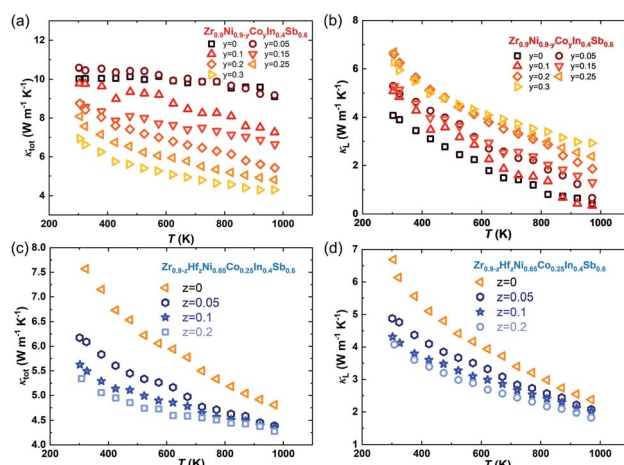 (a)
Zr0.9Ni0.9-yCoyIn0.4Sb0.6
y=0 y=0.05
y=0.1 y=0.15
y=0.2 y=0.25
y=0.3
κtot (W m⁻¹ K⁻¹)
12
10
8
6
4
200 400 600 800 1000
T (K)
(b)
Zr0.9Ni0.9-yCoyIn0.4Sb0.6
y=0 y=0.05
y=0.1 y=0.15
y=0.2 y=0.25
y=0.3
κL (W m⁻¹ K⁻¹)
8
6
4
2
0
200 400 600 800 1000
T (K)
(c)
Zr0.9-zHfzNi0.65Co0.25In0.4Sb0.6
z=0
z=0.05
z=0.1
z=0.2
κtot (W m⁻¹ K⁻¹)
8.0
7.5
7.0
6.5
6.0
5.5
5.0
4.5
4.0
200 400 600 800 1000
T (K)
(d)
Zr0.9-zHfzNi0.65Co0.25In0.4Sb0.6
z=0
z=0.05
z=0.1
z=0.2
κL (W m⁻¹ K⁻¹)
7
6
5
4
3
2
1
200 400 600 800 1000
T (K)